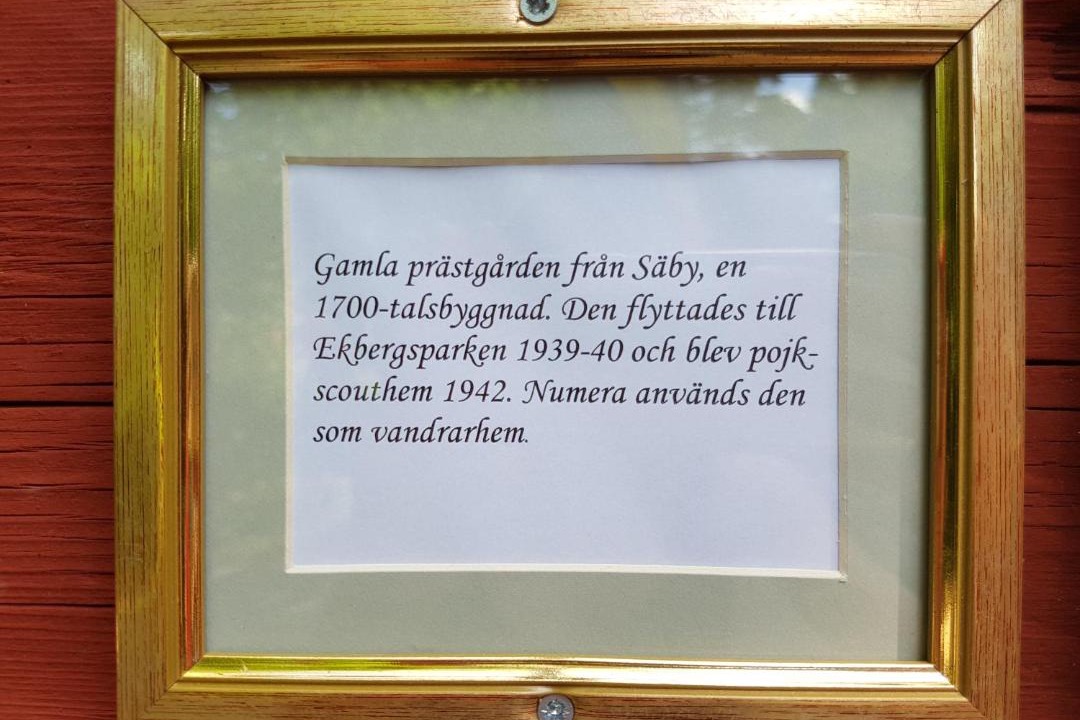 Gamla prästgården från Säby, en
1700-talsbyggnad. Den flyttades till
Ekbergsparken 1939-40 och blev pojk-
scouthem 1942. Numera används den
som vandrarhem.